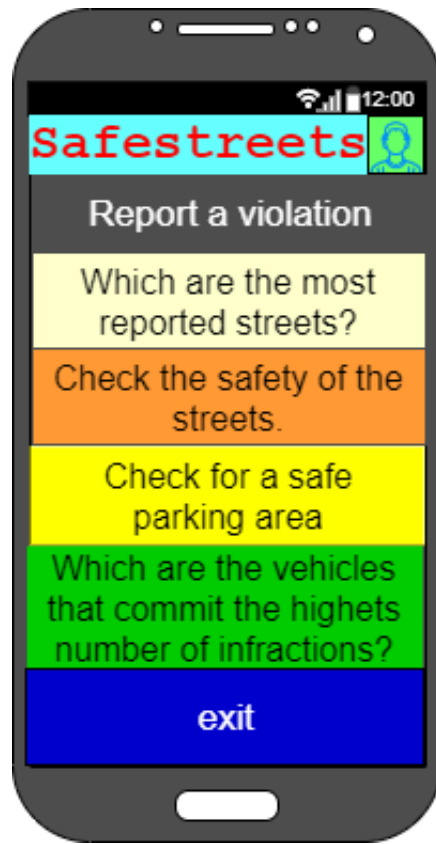 12:00
Safestreets
Report a violation
Which are the most
reported streets?
Check the safety of the
streets.
Check for a safe
parking area
Which are the vehicles
that commit the highets
number of infractions?
exit